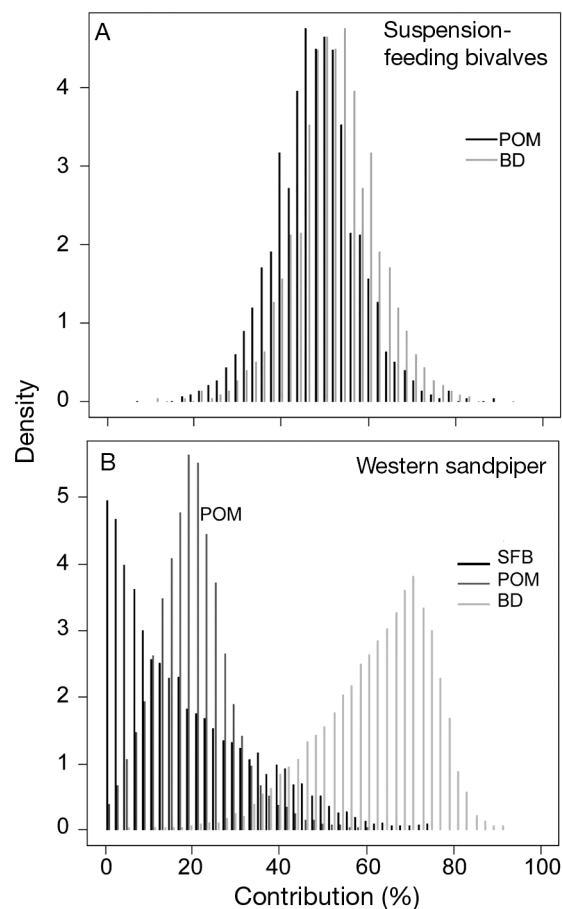 A
Suspension-
feeding bivalves
4
POM
BD
3
2
1
0
Density
B
Western sandpiper
5
POM
SFB
4
POM
BD
3
2
1
0
0 20 40 60 80 100
Contribution (%)